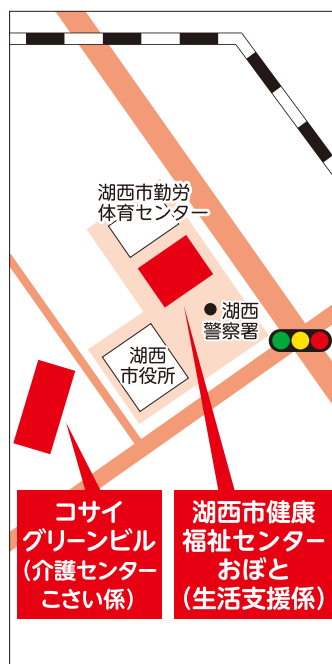 湖西市勤労
体育センター
湖西
警察署
湖西
市役所
コサイ
グリーンビル
(介護センター
こさい係)
湖西市健康
福祉センター
おぼと
(生活支援係)